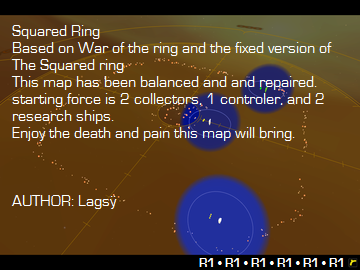 Squared Ring
Based on War of the ring and the fixed version of
The Squared ring.
This map has been balanced and and repaired.
starting force is 2 collectors, 1 controler, and 2
research ships.
Enjoy the death and pain this map will bring.
AUTHOR: Lagsy
R1 • R1 • R1 • R1 • R1 • R1 r